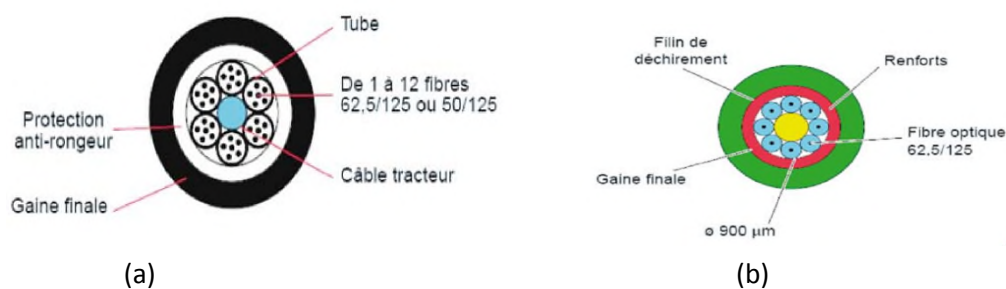 Tube
De 1 à 12 fibres
62,5/125 ou 50/125
Protection
anti-rongeur
Câble tracteur
Gaine finale
(a)
Filin de
déchirement
Renforts
Fibre optique
62,5/125
Gaine finale
ø 900 µm
(b)